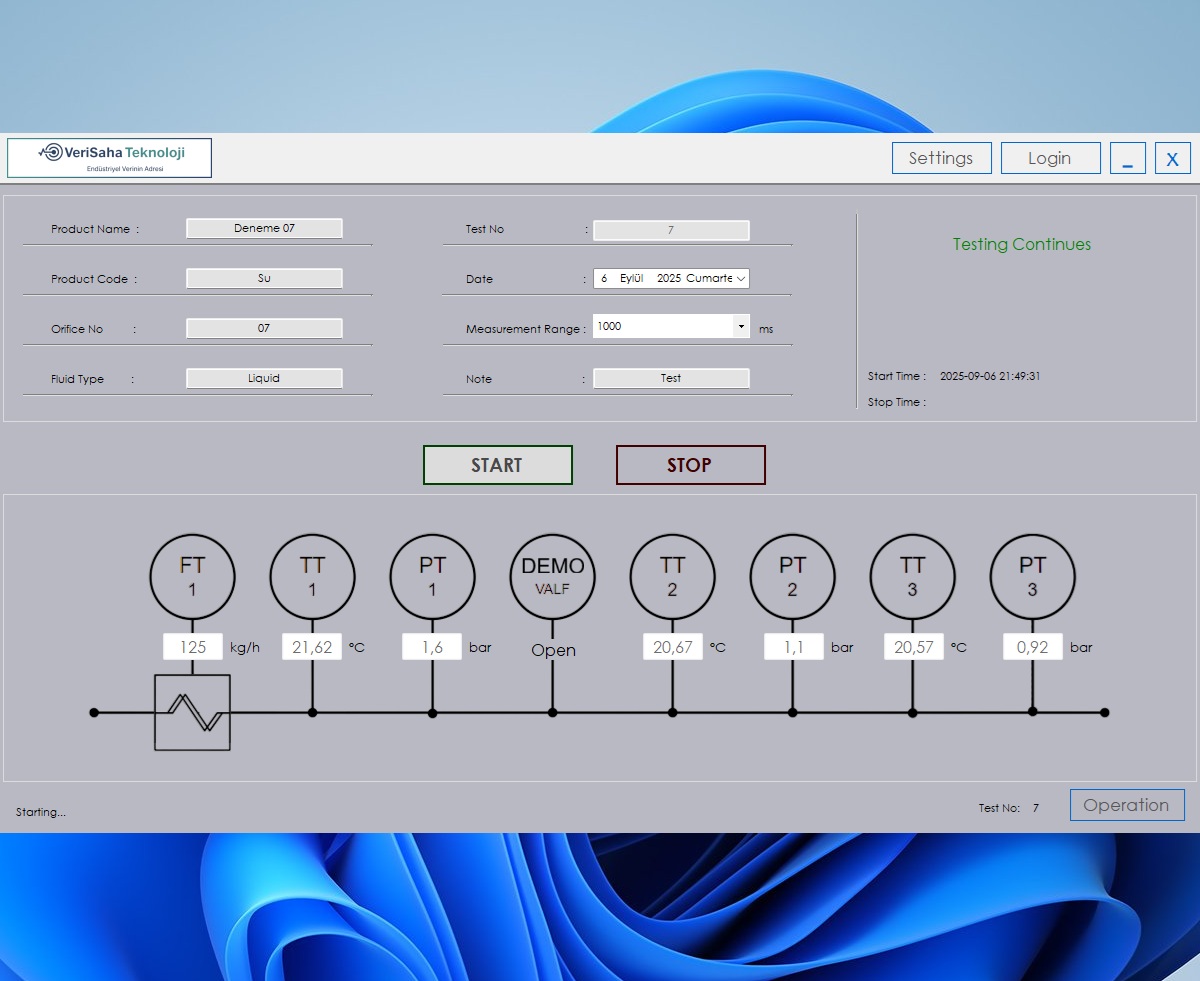 VeriSaha Teknoloji
Endüstriyel Verinin Adresi
Settings
Login
_
X
Product Name : Deneme 07
Test No : 7
Testing Continues
Product Code : Su
Date : 6 Eylül 2025 Cumarte
Orifice No : 07
Measurement Range : 1000 ms
Fluid Type : Liquid
Note : Test
Start Time : 2025-09-06 21:49:31
Stop Time :
START
STOP
FT
1
TT
1
PT
1
DEMO
VALF
TT
2
PT
2
TT
3
PT
3
125 kg/h
21,62 °C
1,6 bar
Open
20,67 °C
1,1 bar
20,57 °C
0,92 bar
Starting...
Test No: 7
Operation